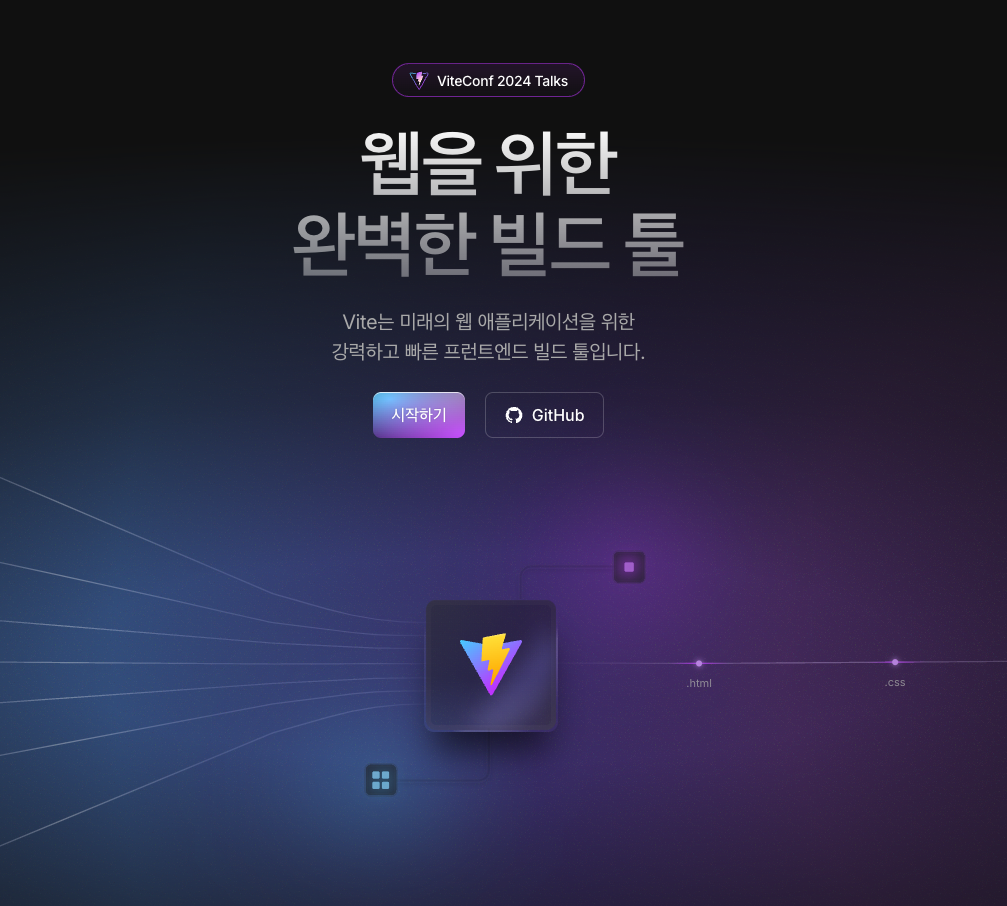 ViteConf 2024 Talks
웹을 위한
완벽한 빌드 툴
Vite는 미래의 웹 애플리케이션을 위한
강력하고 빠른 프런트엔드 빌드 툴입니다.
시작하기
GitHub
.html
.css